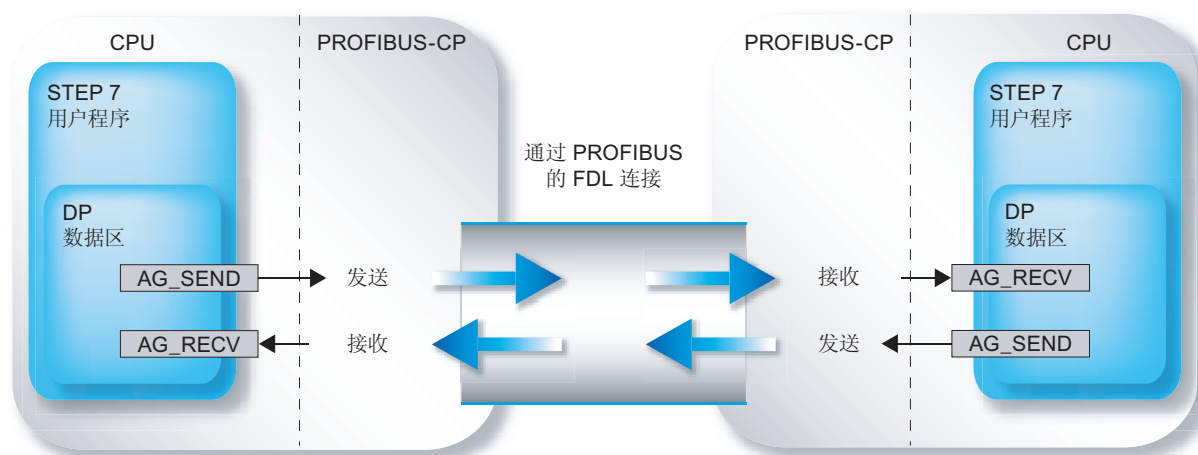 CPU
PROFIBUS-CP
PROFIBUS-CP
CPU
STEP 7
用户程序
DP
数据区
AG_SEND
发送
AG_RECV
接收
通过 PROFIBUS
的 FDL 连接
STEP 7
用户程序
DP
数据区
接收
AG_RECV
发送
AG_SEND